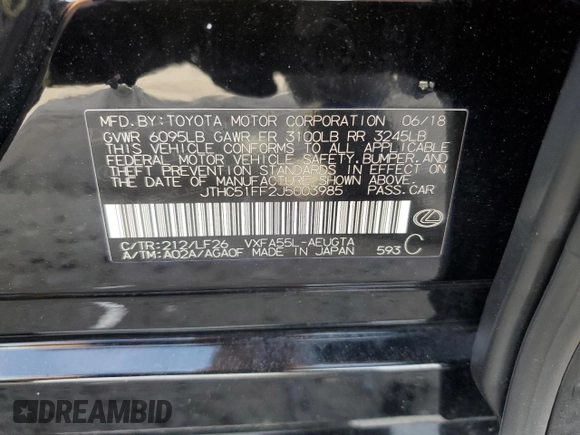 MFD. BY: TOYOTA MOTOR CORPORATION 06/18
GVWR 6095LB GAWR FR 3100LB RR 3245LB
THIS VEHICLE CONFORMS TO ALL APPLICABLE
FEDERAL MOTOR VEHICLE SAFETY, BUMPER, AND
THEFT PREVENTION STANDARDS IN EFFECT ON
THE DATE OF MANUFACTURE SHOWN ABOVE.
JTHC51FF2J5003985 PASS. CAR
C/TR: 212/LF26 VXFA55L-AEUGTA
A/TM: A02A/AGA0F MADE IN JAPAN 593 C
DREAMBID